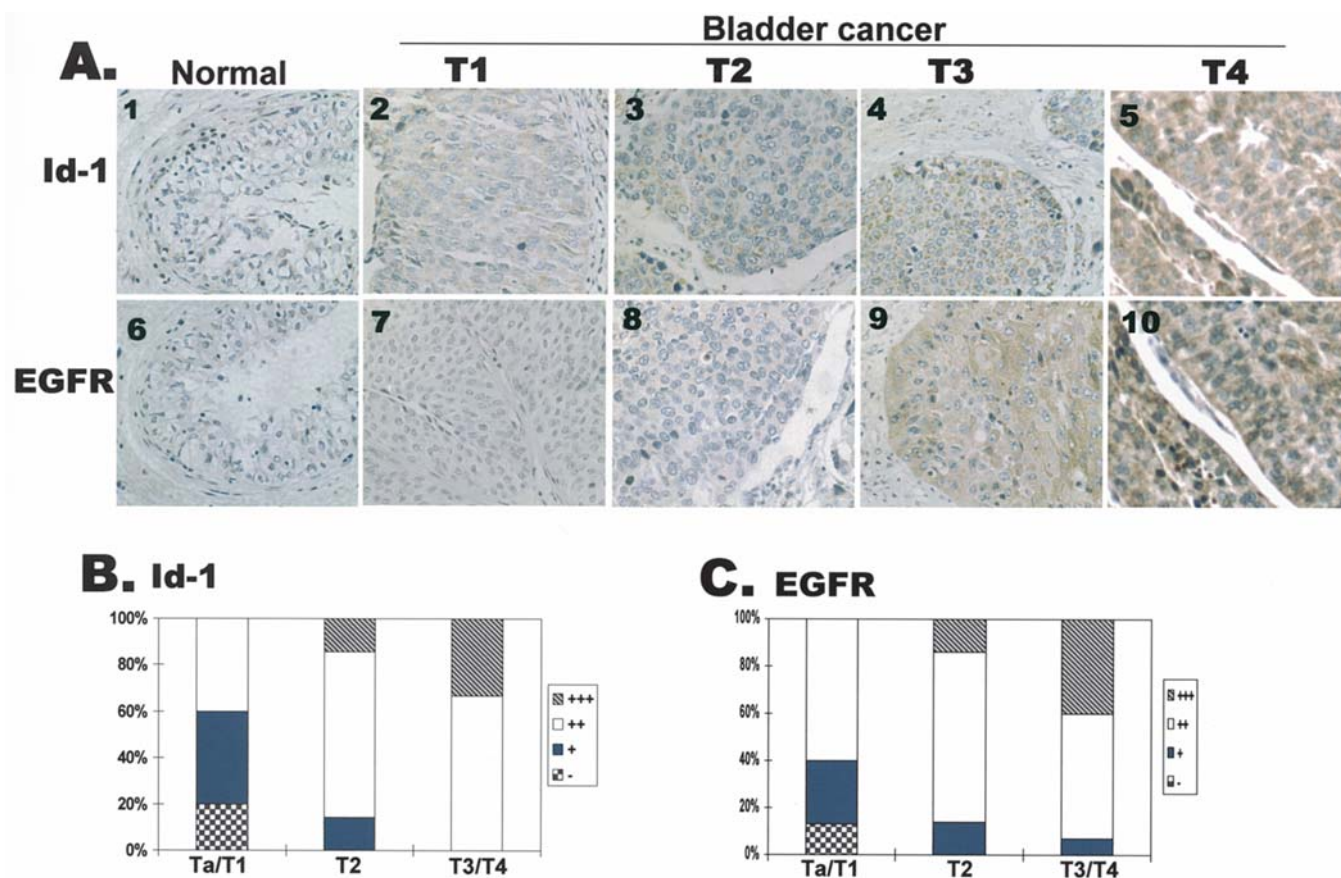 Bladder cancer
A. Normal T1 T2 T3 T4
1 2 3 4 5
Id-1
6 7 8 9 10
EGFR
B. Id-1
100%
80%
60%
40%
20%
0%
Ta/T1 T2 T3/T4
+++
++
+
-
C. EGFR
100%
80%
60%
40%
20%
0%
Ta/T1 T2 T3/T4
+++
++
+
-